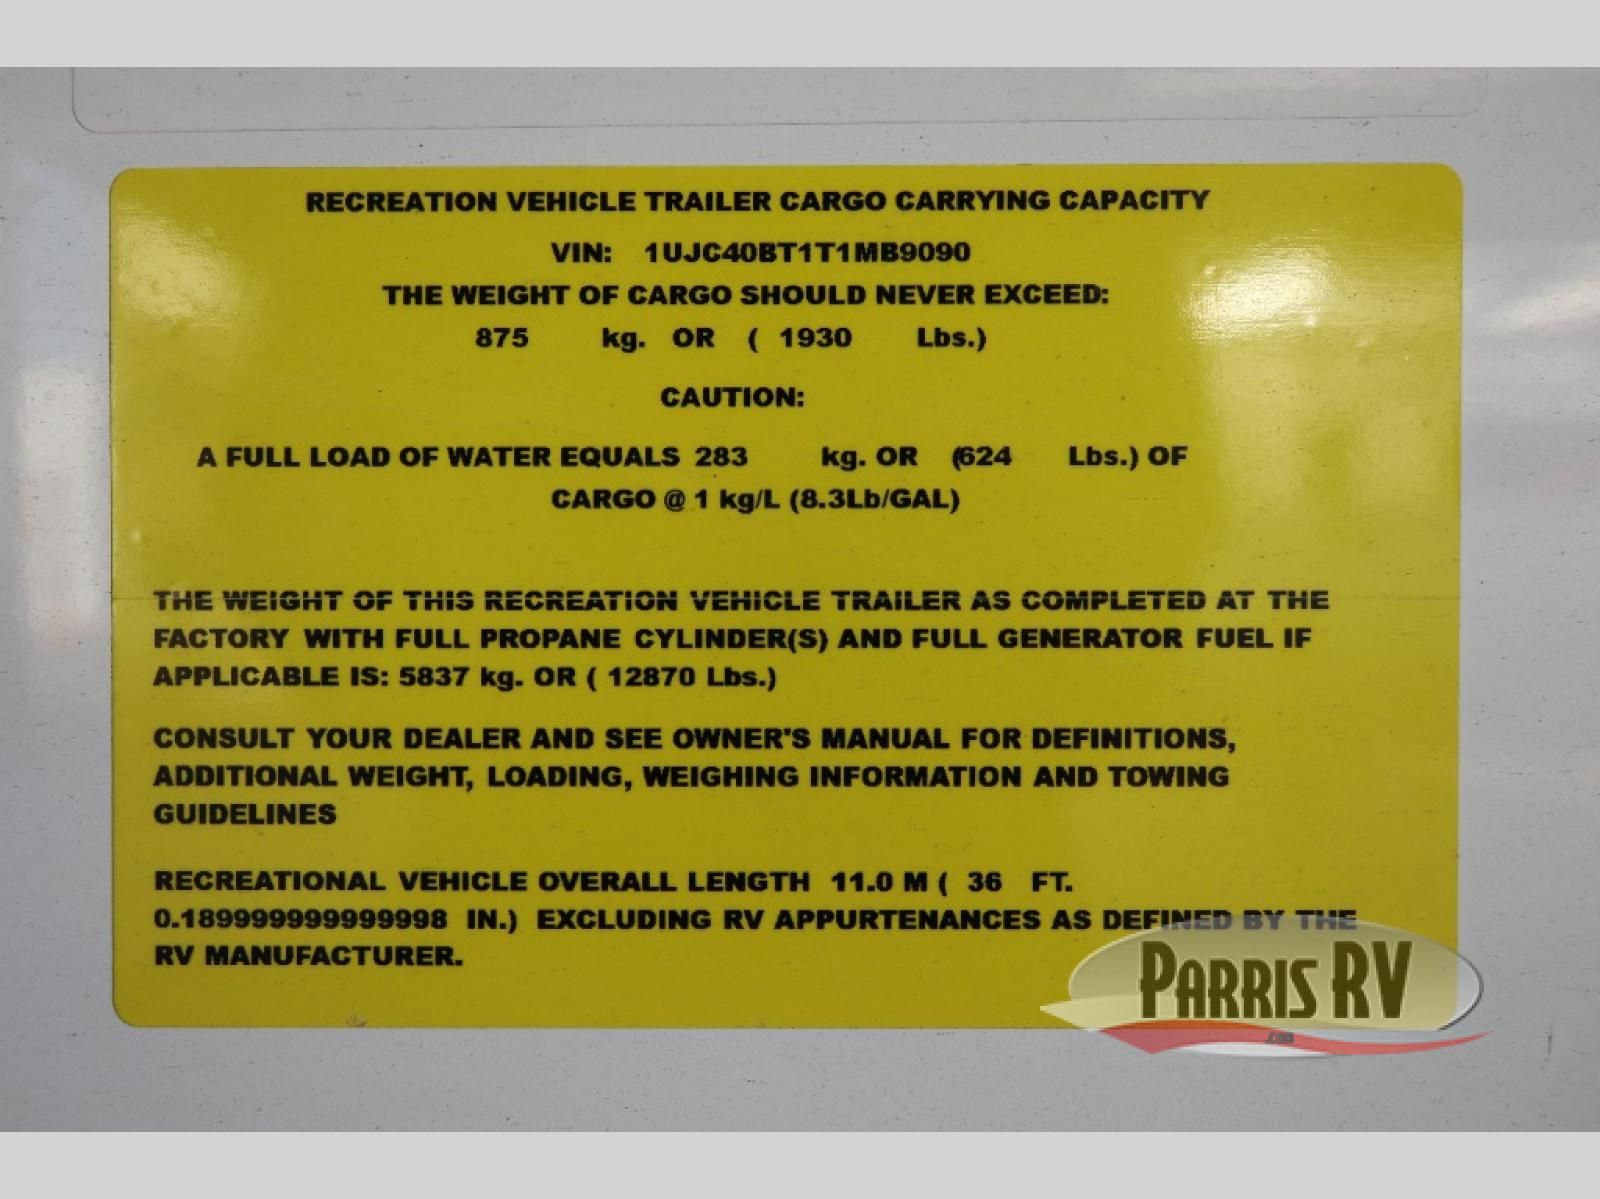 RECREATION VEHICLE TRAILER CARGO CARRYING CAPACITY
VIN: 1UJC40BT1T1MB9090
THE WEIGHT OF CARGO SHOULD NEVER EXCEED:
875 kg. OR ( 1930 Lbs.)
CAUTION:
A FULL LOAD OF WATER EQUALS 283 kg. OR (624 Lbs.) OF
CARGO @ 1 kg/L (8.3Lb/GAL)
THE WEIGHT OF THIS RECREATION VEHICLE TRAILER AS COMPLETED AT THE
FACTORY WITH FULL PROPANE CYLINDER(S) AND FULL GENERATOR FUEL IF
APPLICABLE IS: 5837 kg. OR ( 12870 Lbs.)
CONSULT YOUR DEALER AND SEE OWNER'S MANUAL FOR DEFINITIONS,
ADDITIONAL WEIGHT, LOADING, WEIGHING INFORMATION AND TOWING
GUIDELINES
RECREATIONAL VEHICLE OVERALL LENGTH 11.0 M ( 36 FT.
0.189999999999998 IN.) EXCLUDING RV APPURTENANCES AS DEFINED BY THE
RV MANUFACTURER.
PARRIS RV
.COM